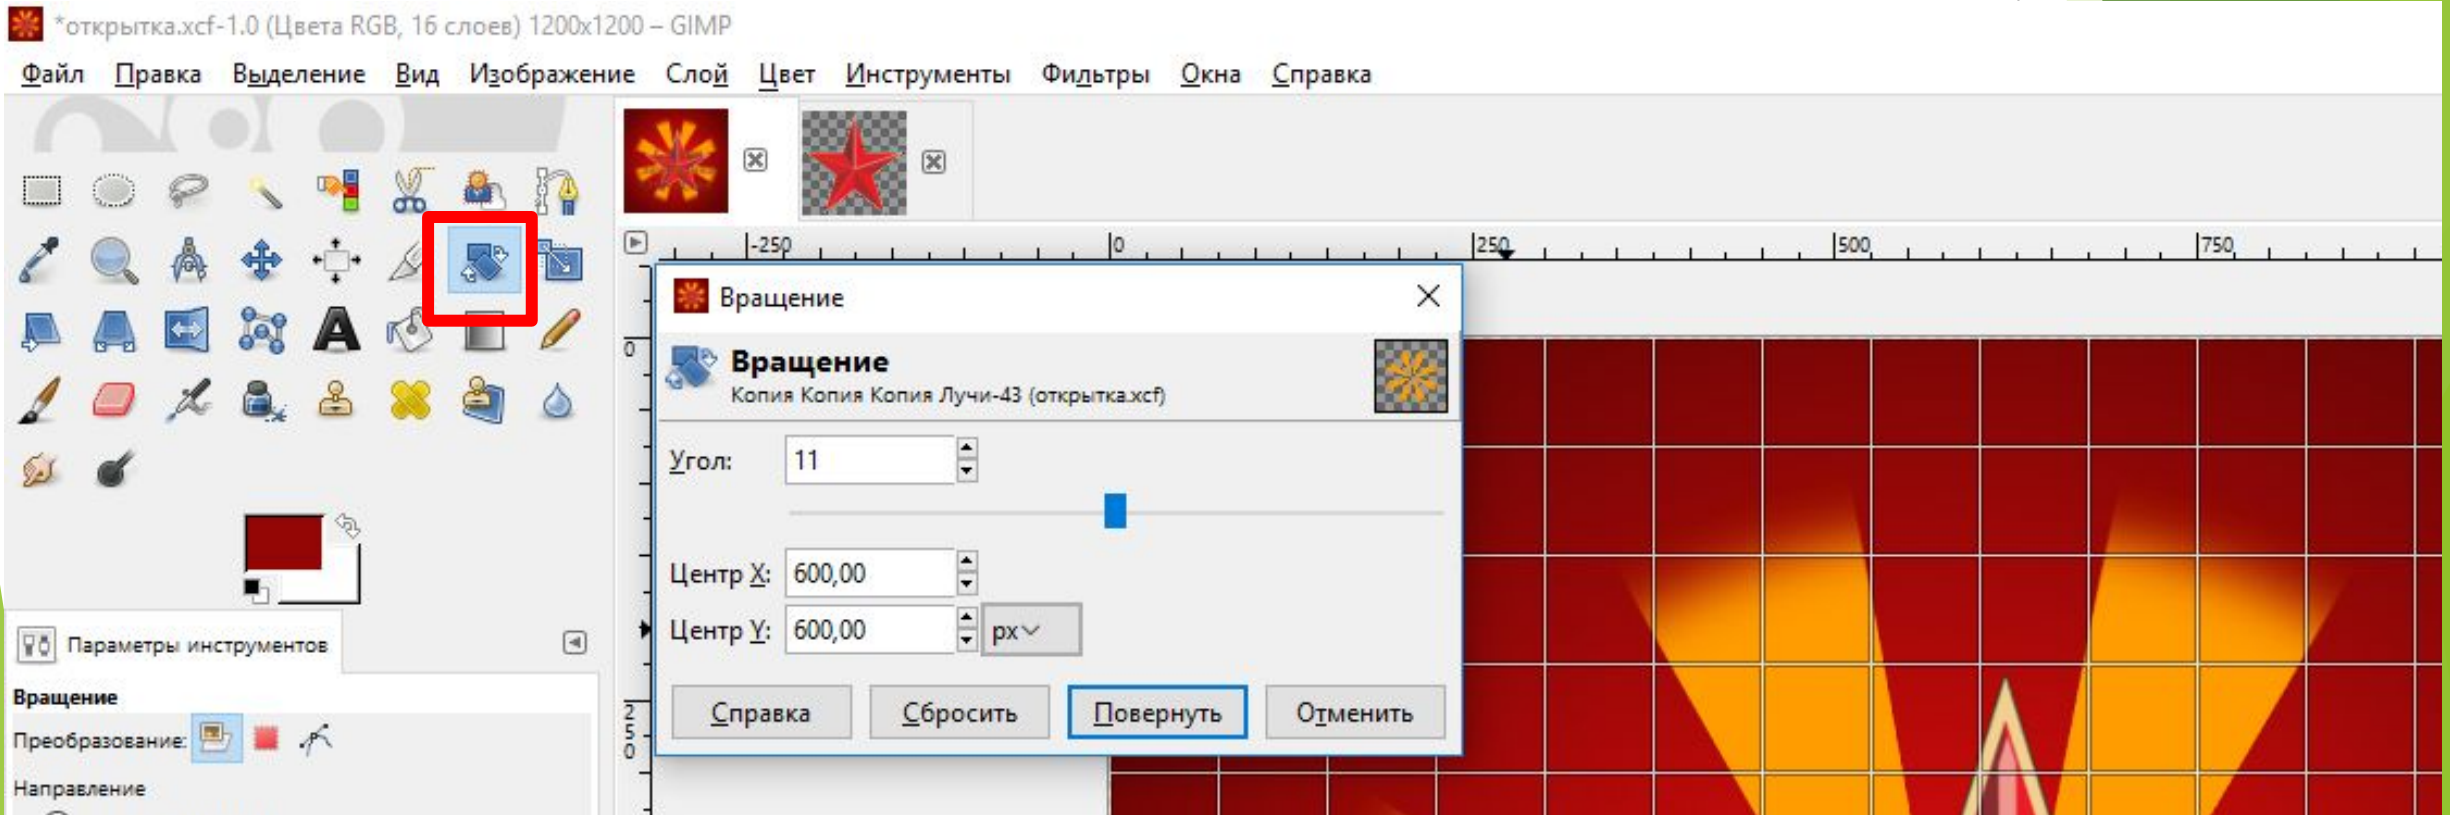 *открытка.xcf-1.0 (Цвета RGB, 16 слоев) 1200x1200 – GIMP
Файл Правка Выделение Вид Изображение Слой Цвет Инструменты Фильтры Окна Справка
-250 0 250 500 750
Вращение
0
Вращение
Копия Копия Копия Лучи-43 (открытка.xcf)
Угол: 11
Центр X: 600,00
Центр Y: 600,00 px
Параметры инструментов
Вращение
250
Справка Сбросить Повернуть Отменить
Преобразование:
Направление